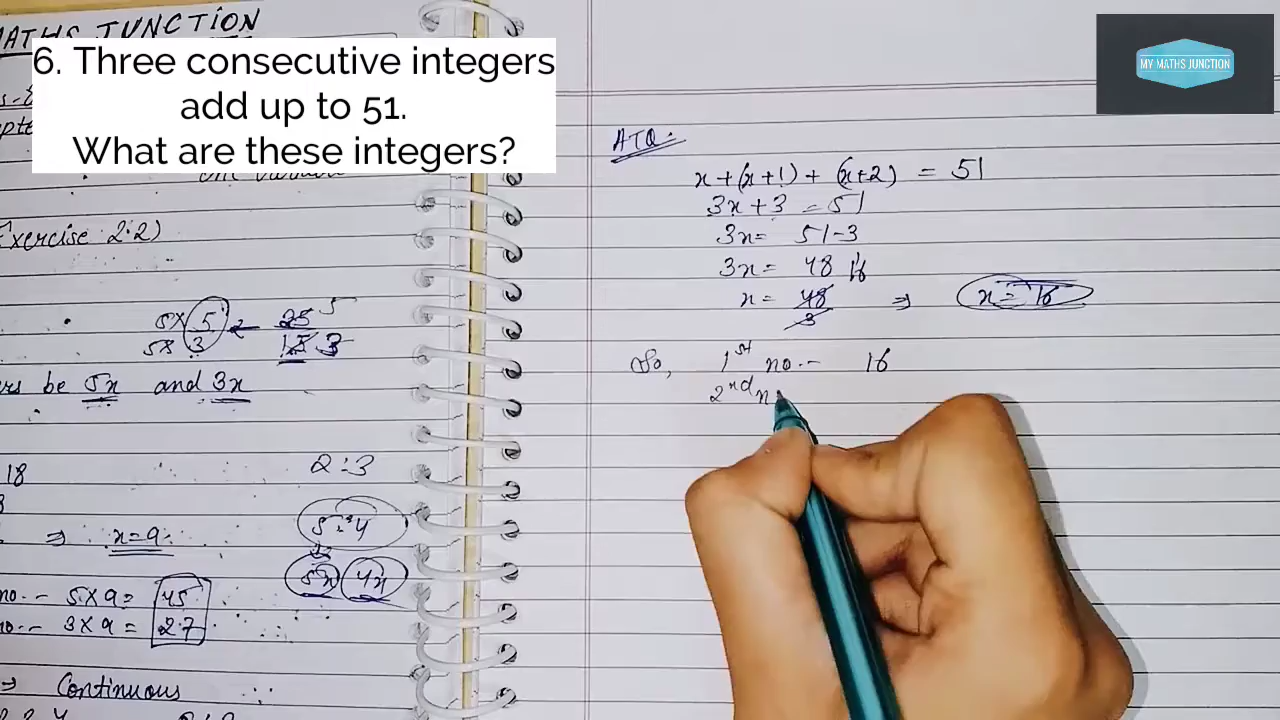 MATHS JUNCTION
6. Three consecutive integers
add up to 51.
What are these integers?
Exercise 2.2)
5x 5 ← 25 5
5x 3 15 3
ers be 5x and 3x
18 2:3
5:4
⇒ x=9
5x 4x
no.- 5×9= 45
no.- 3×9= 27
⇒ Continuous
MY MATHS JUNCTION
ATQ:-
x+(x+1)+(x+2) = 51
3x+3 = 51
3x= 51-3
3x= 48 16
x= 48 ⇒ x= 16
3
So, 1st no.- 16
2nd n